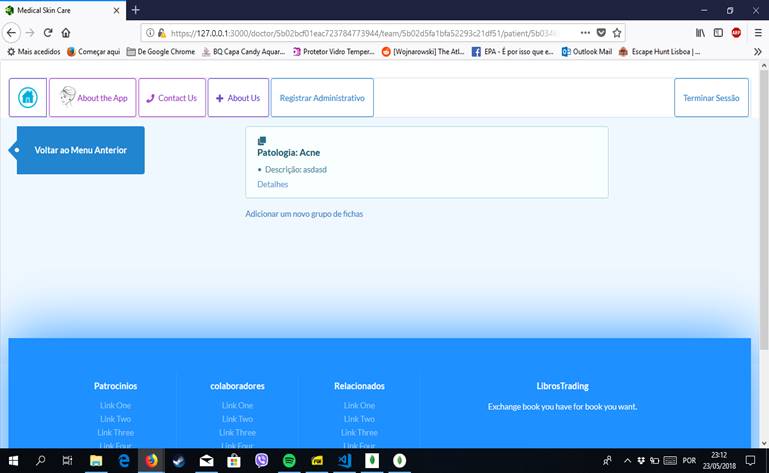 Medical Skin Care
https://127.0.0.1:3000/doctor/5b02bcf01eac723784773944/team/5b02d5fa1bfa52293c21df51/patient/5b034
Mais acedidos
Começar aqui
De Google Chrome
BQ Capa Candy Aquar...
Protetor Vidro Temper...
[Wojnarowski] The Atl...
EPA - É por isso que e...
Outlook Mail
Escape Hunt Lisboa | ...
About the App
Contact Us
About Us
Registrar Administrativo
Terminar Sessão
Voltar ao Menu Anterior
Patologia: Acne
Descrição: asdasd
Detalhes
Adicionar um novo grupo de fichas
Patrocinios
colaboradores
Relacionados
LibrosTrading
Link One
Link One
Link One
Exchange book you have for book you want.
Link Two
Link Two
Link Two
Link Three
Link Three
Link Three
Link Four
Link Four
Link Four
POR
23:12
23/05/2018